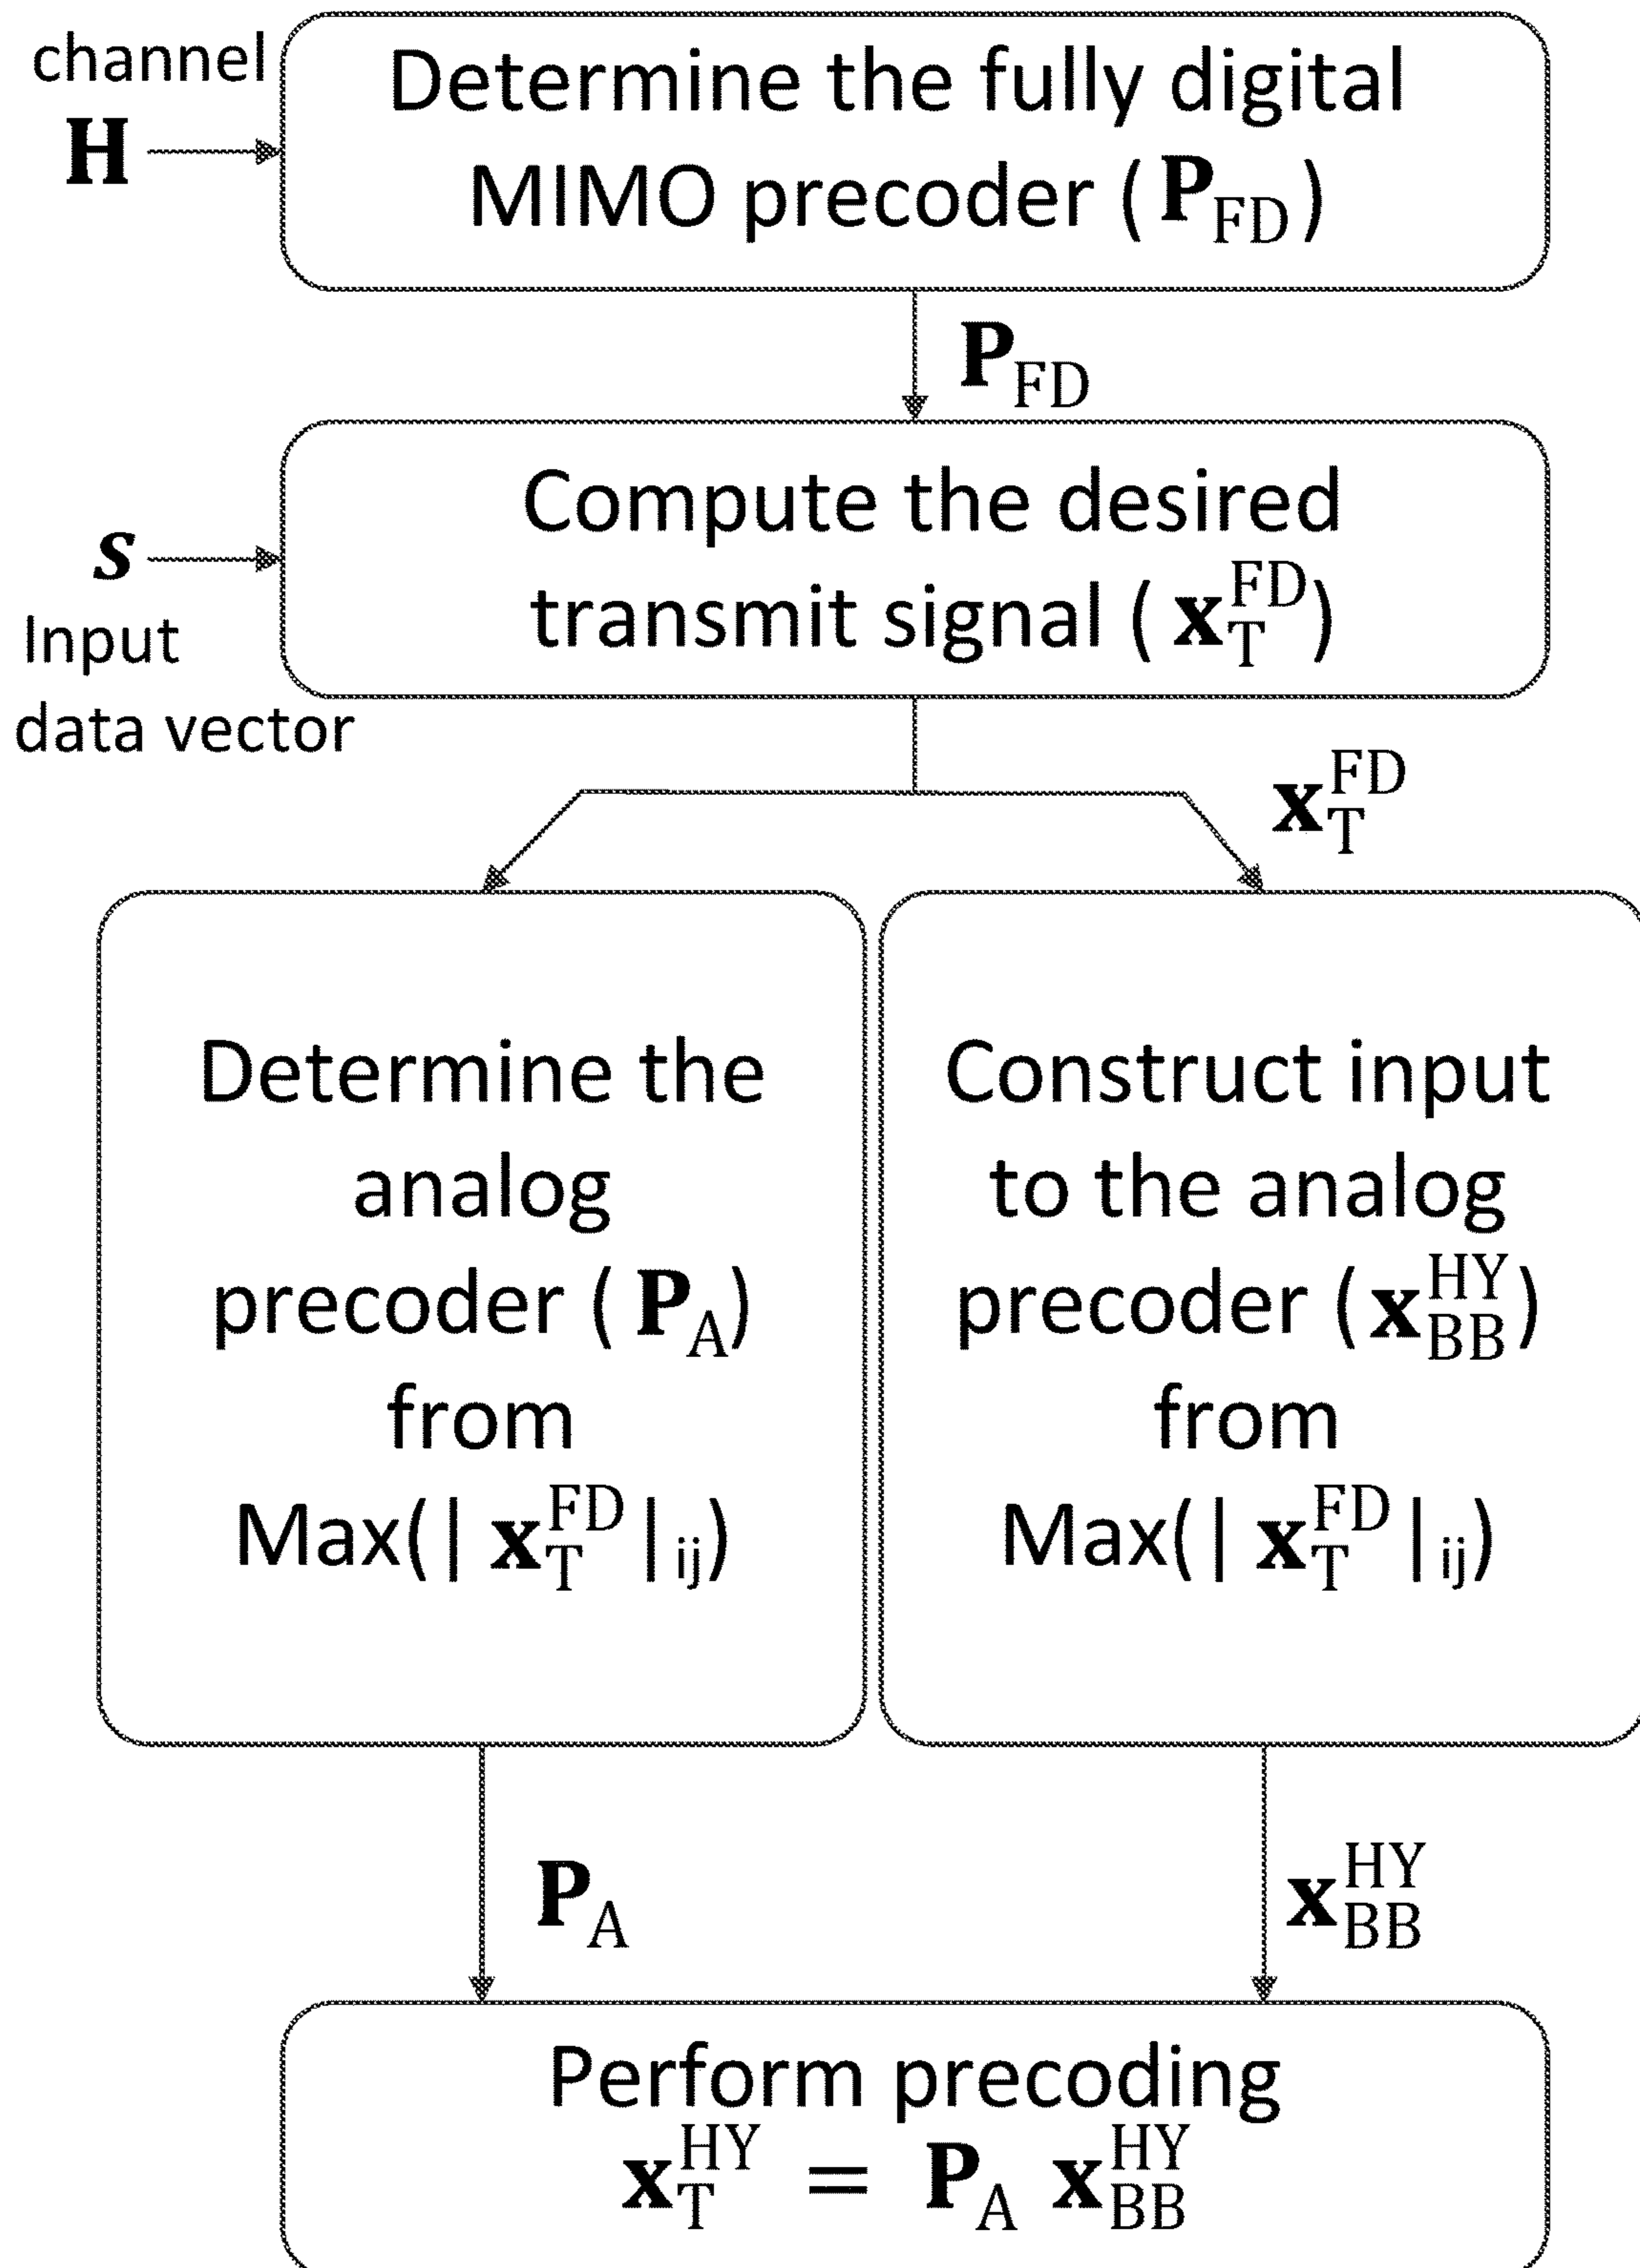 channel
H
Determine the fully digital
MIMO precoder ( P_FD )
P_FD
s
Input
data vector
Compute the desired
transmit signal ( x_T^FD )
x_T^FD
Determine the
analog
precoder ( P_A )
from
Max(| x_T^FD |_ij)
Construct input
to the analog
precoder ( x_BB^HY )
from
Max(| x_T^FD |_ij)
P_A
x_BB^HY
Perform precoding
x_T^HY = P_A x_BB^HY